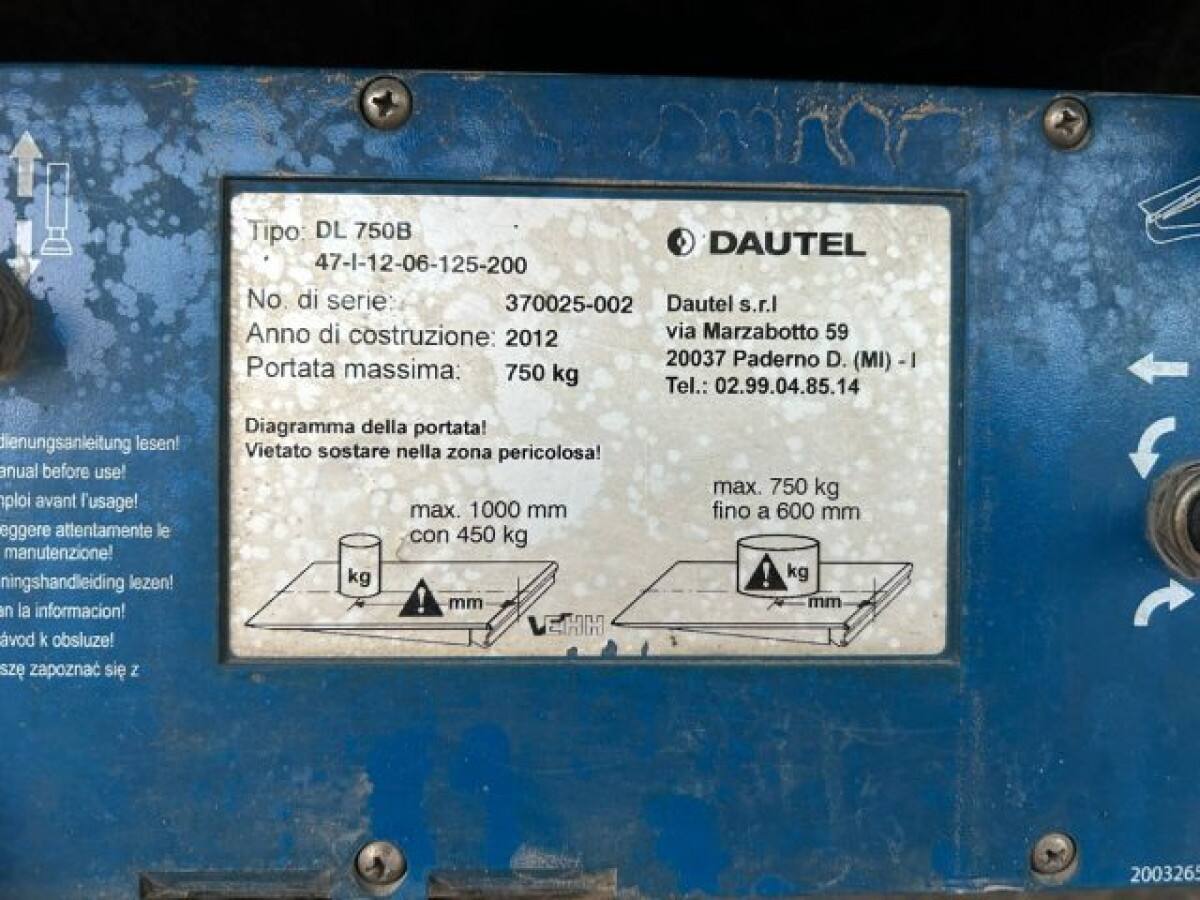 Tipo: DL 750B
47-I-12-06-125-200
No. di serie: 370025-002
Anno di costruzione: 2012
Portata massima: 750 kg
DAUTEL
Dautel s.r.l
via Marzabotto 59
20037 Paderno D. (MI) - I
Tel.: 02.99.04.85.14
Diagramma della portata!
Vietato sostare nella zona pericolosa!
max. 1000 mm
con 450 kg
kg
! mm
max. 750 kg
fino a 600 mm
! kg
mm
VEHH
dienungsanleitung lesen!
anual before use!
mploi avant l'usage!
eggere attentamente le
manutenzione!
eningshandleiding lezen!
an la informacion!
návod k obsluze!
szę zapoznać się z
2003265